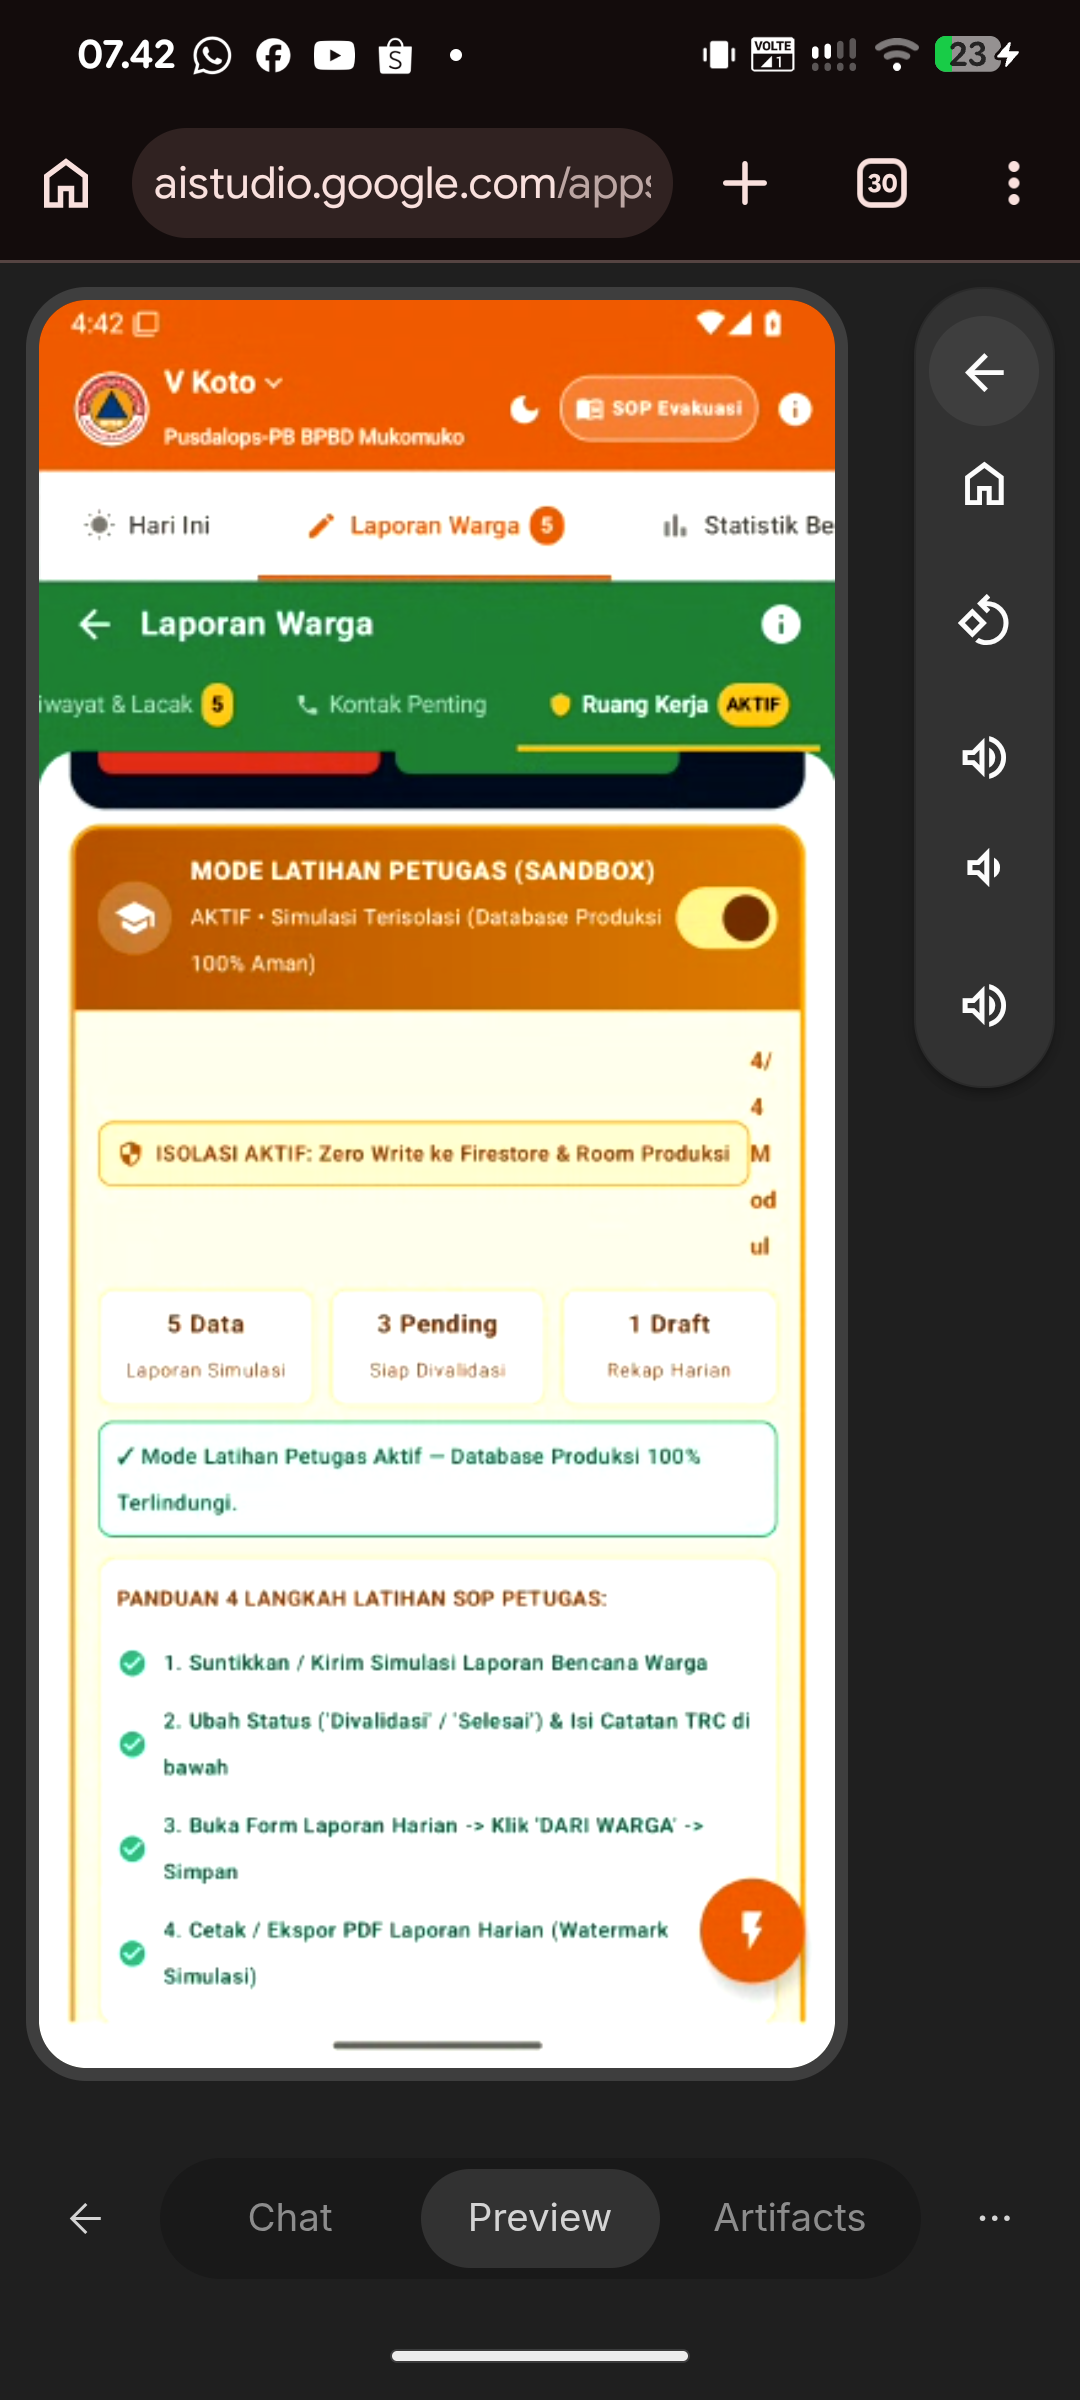 07.42
VOLTE
1
23
aistudio.google.com/apps
30
4:42
V Koto
Pusdalops-PB BPBD Mukomuko
SOP Evakuasi
Hari Ini
Laporan Warga 5
Statistik Be
Laporan Warga
iwayat & Lacak 5
Kontak Penting
Ruang Kerja AKTIF
MODE LATIHAN PETUGAS (SANDBOX)
AKTIF • Simulasi Terisolasi (Database Produksi
100% Aman)
ISOLASI AKTIF: Zero Write ke Firestore & Room Produksi
4/
4
M
od
ul
5 Data
Laporan Simulasi
3 Pending
Siap Divalidasi
1 Draft
Rekap Harian
✓ Mode Latihan Petugas Aktif — Database Produksi 100%
Terlindungi.
PANDUAN 4 LANGKAH LATIHAN SOP PETUGAS:
1. Suntikkan / Kirim Simulasi Laporan Bencana Warga
2. Ubah Status ('Divalidasi' / 'Selesai') & Isi Catatan TRC di
bawah
3. Buka Form Laporan Harian -> Klik 'DARI WARGA' ->
Simpan
4. Cetak / Ekspor PDF Laporan Harian (Watermark
Simulasi)
Chat
Preview
Artifacts